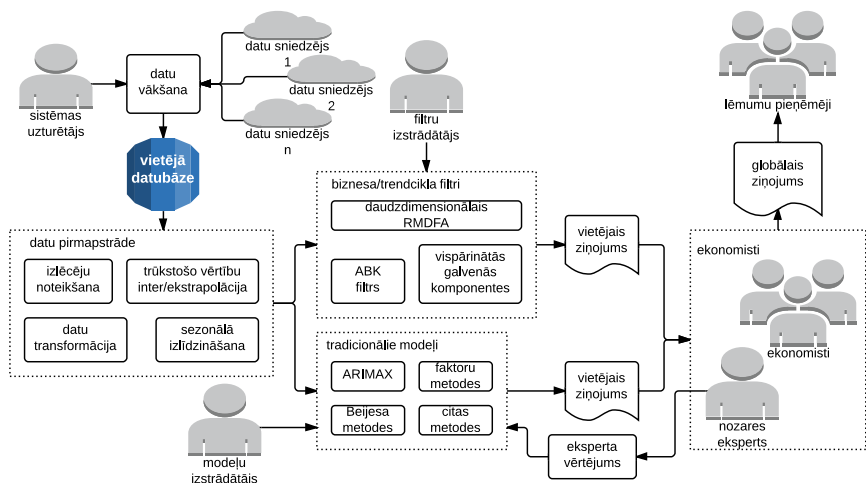 datu sniedzējs
1
datu sniedzējs
2
datu sniedzējs
n
datu
vākšana
sistēmas
uzturētājs
filtru
izstrādātājs
lēmumu pieņēmēji
vietējā
datubāze
globālais
ziņojums
biznesa/trendcikla filtri
daudzdimensionālais
RMDFA
ABK
filtrs
vispārinātās
galvenās
komponentes
vietējais
ziņojums
datu pirmapstrāde
izlēcēju
noteikšana
trūkstošo vērtību
inter/ekstrapolācija
datu
transformācija
sezonālā
izlīdzināšana
ekonomisti
ekonomisti
tradicionālie modeļi
ARIMAX
faktoru
metodes
Beijesa
metodes
citas
metodes
vietējais
ziņojums
nozares
eksperts
eksperta
vērtējums
modeļu
izstrādātājs